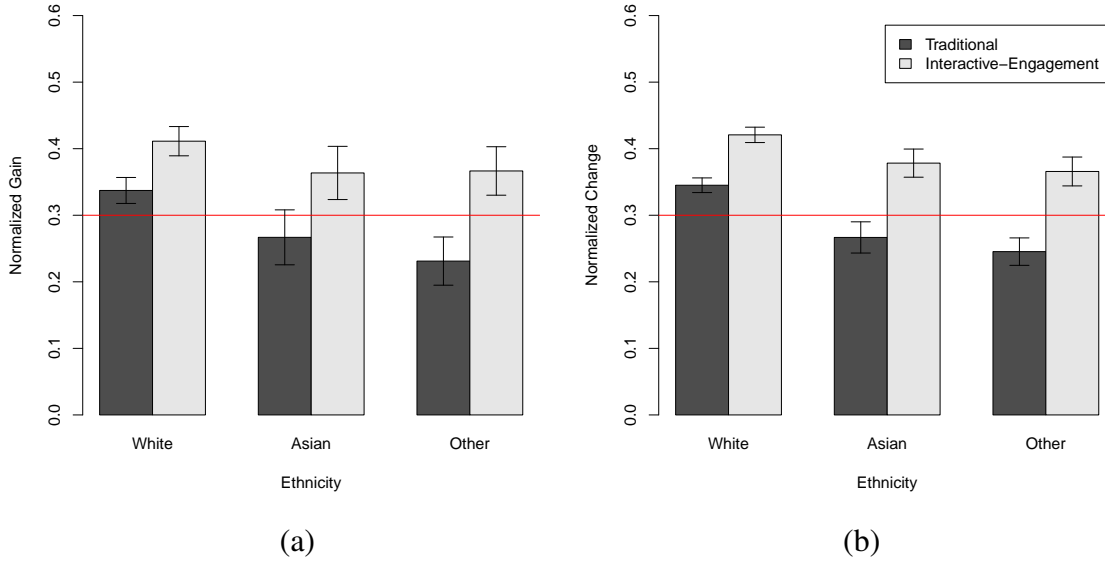 0.6
0.5
0.4
0.3
0.2
0.1
0.0
Normalized Gain
White
Asian
Other
Ethnicity
(a)
0.6
0.5
0.4
0.3
0.2
0.1
0.0
Normalized Change
Traditional
Interactive−Engagement
White
Asian
Other
Ethnicity
(b)